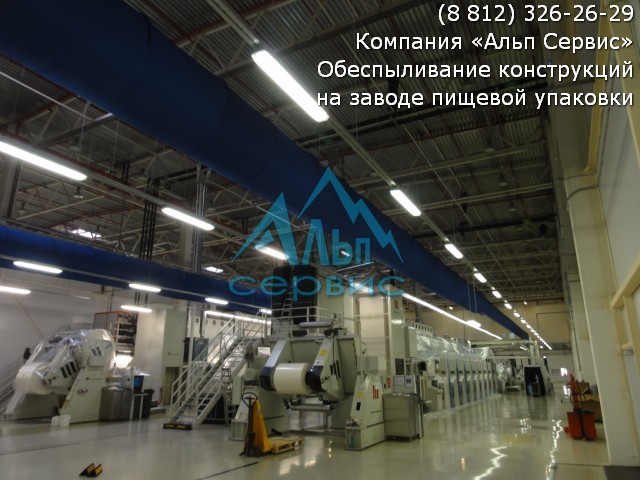 (8 812) 326-26-29
Компания «Альп Сервис»
Обеспыливание конструкций
на заводе пищевой упаковки
Альп
сервис